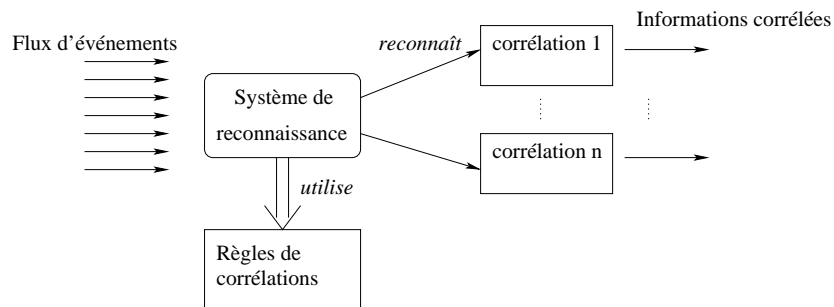 Flux d'événements
reconnaît
corrélation 1
Informations corrélées
Système de
reconnaissance
corrélation n
utilise
Règles de
corrélations